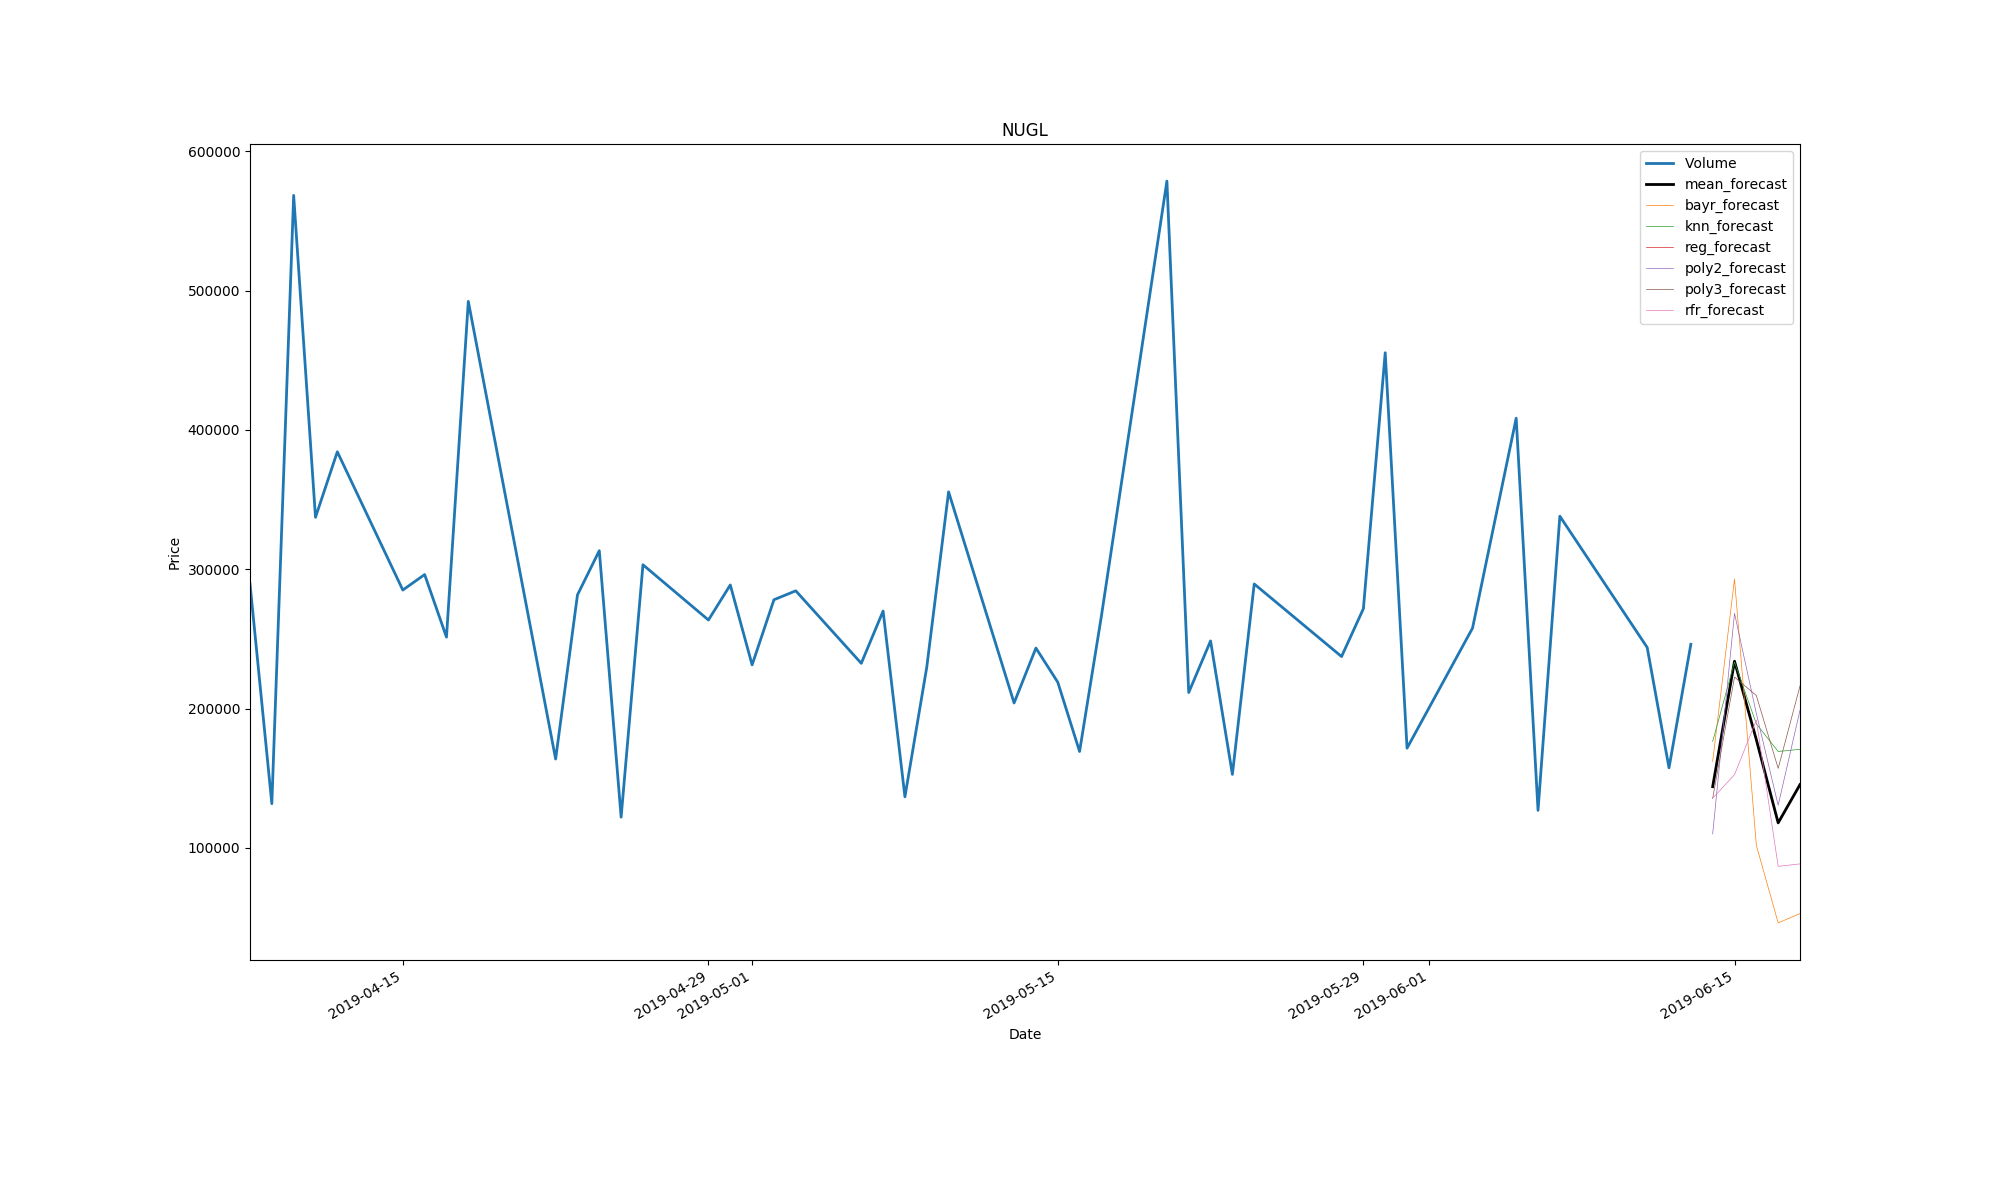 NUGL
600000
500000
400000
300000
200000
100000
Price
Volume
mean_forecast
bayr_forecast
knn_forecast
reg_forecast
poly2_forecast
poly3_forecast
rfr_forecast
2019-04-15
2019-04-29
2019-05-01
2019-05-15
2019-05-29
2019-06-01
2019-06-15
Date